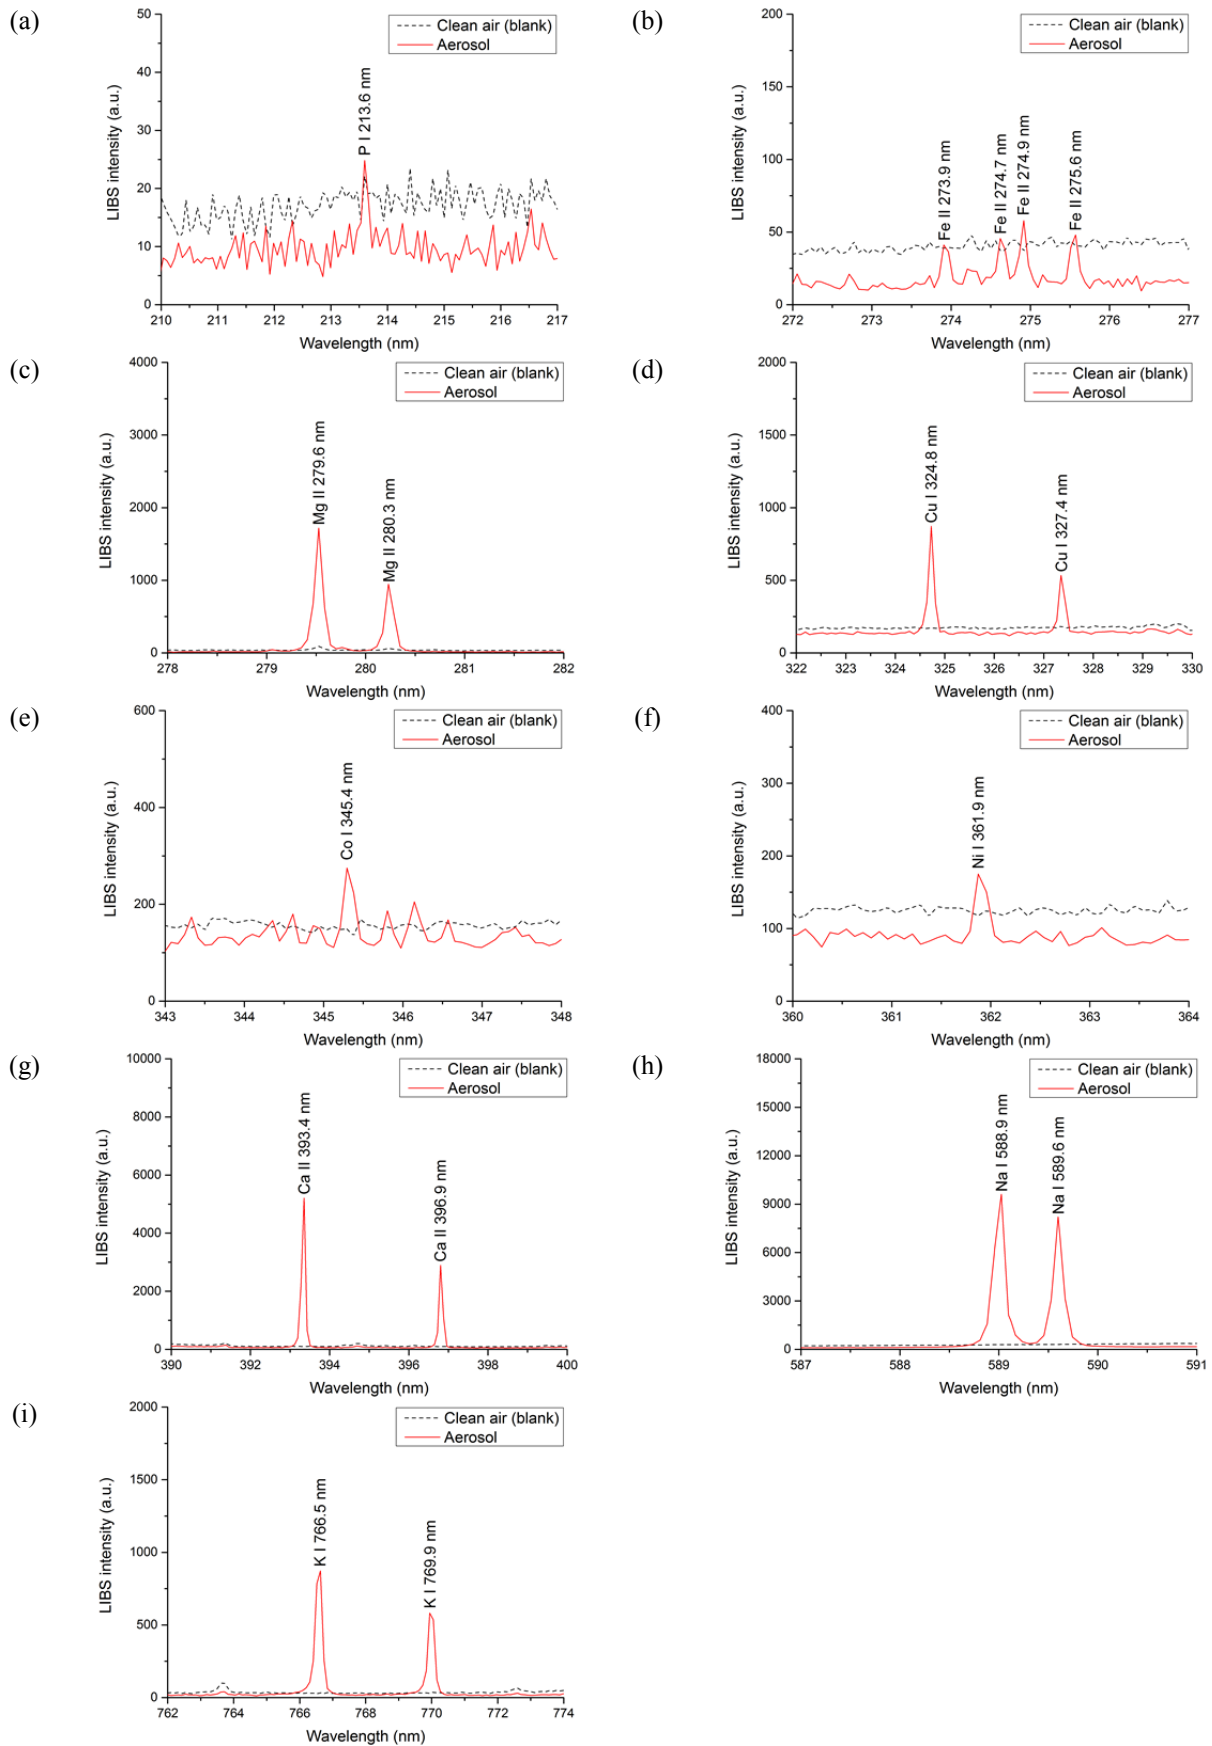 (a)
50
40
30
20
10
0
LIBS intensity (a.u.)
Clean air (blank)
Aerosol
P I 213.6 nm
210 211 212 213 214 215 216 217
Wavelength (nm)
(b)
200
150
100
50
0
LIBS intensity (a.u.)
Clean air (blank)
Aerosol
Fe II 273.9 nm
Fe II 274.7 nm
Fe II 274.9 nm
Fe II 275.6 nm
272 273 274 275 276 277
Wavelength (nm)
(c)
4000
3000
2000
1000
0
LIBS intensity (a.u.)
Clean air (blank)
Aerosol
Mg II 279.6 nm
Mg II 280.3 nm
278 279 280 281 282
Wavelength (nm)
(d)
2000
1500
1000
500
0
LIBS intensity (a.u.)
Clean air (blank)
Aerosol
Cu I 324.8 nm
Cu I 327.4 nm
322 323 324 325 326 327 328 329 330
Wavelength (nm)
(e)
600
400
200
0
LIBS intensity (a.u.)
Clean air (blank)
Aerosol
Co I 345.4 nm
343 344 345 346 347 348
Wavelength (nm)
(f)
400
300
200
100
0
LIBS intensity (a.u.)
Clean air (blank)
Aerosol
Ni I 361.9 nm
360 361 362 363 364
Wavelength (nm)
(g)
10000
8000
6000
4000
2000
0
LIBS intensity (a.u.)
Clean air (blank)
Aerosol
Ca II 393.4 nm
Ca II 396.9 nm
390 392 394 396 398 400
Wavelength (nm)
(h)
18000
15000
12000
9000
6000
3000
0
LIBS intensity (a.u.)
Clean air (blank)
Aerosol
Na I 588.9 nm
Na I 589.6 nm
587 588 589 590 591
Wavelength (nm)
(i)
2000
1500
1000
500
0
LIBS intensity (a.u.)
Clean air (blank)
Aerosol
K I 766.5 nm
K I 769.9 nm
762 764 766 768 770 772 774
Wavelength (nm)